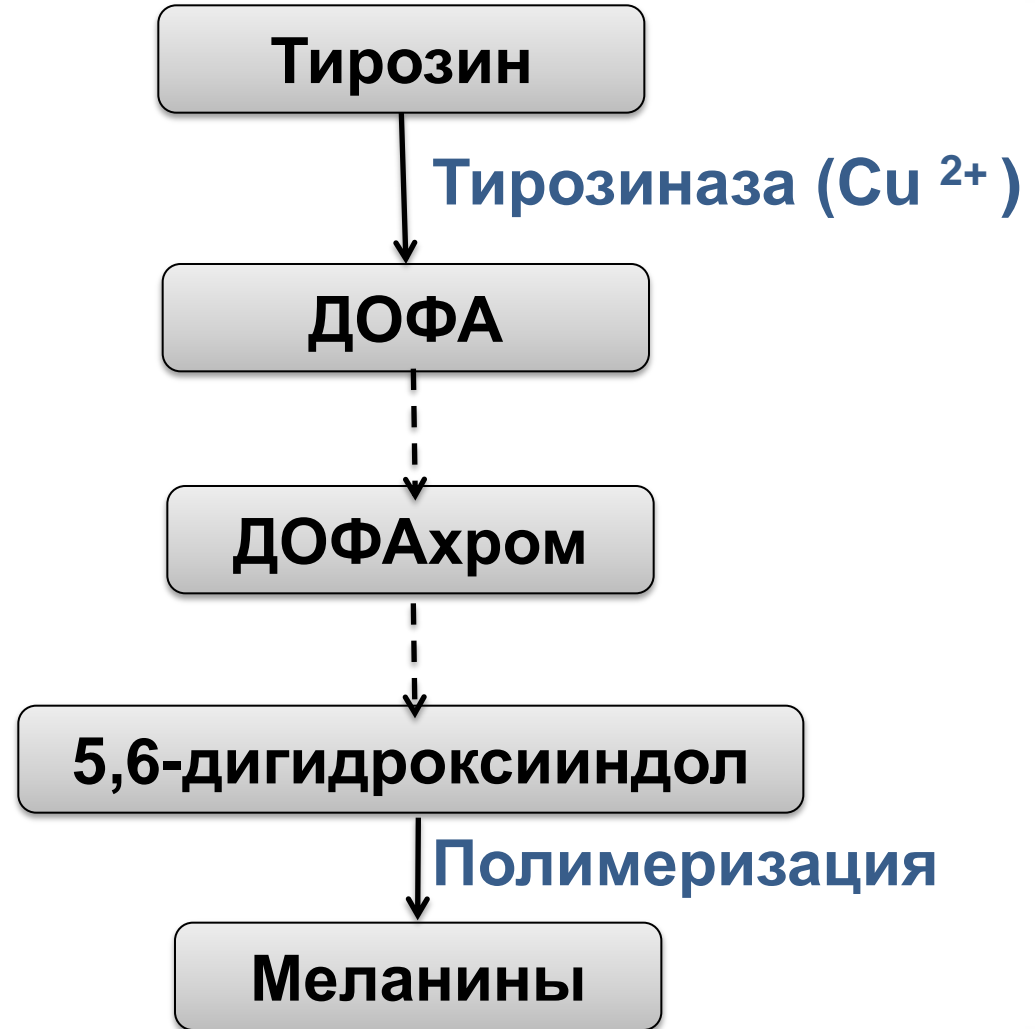 Тирозин
Тирозиназа (Cu ²⁺ )
ДОФА
ДОФАхром
5,6-дигидроксииндол
Полимеризация
Меланины